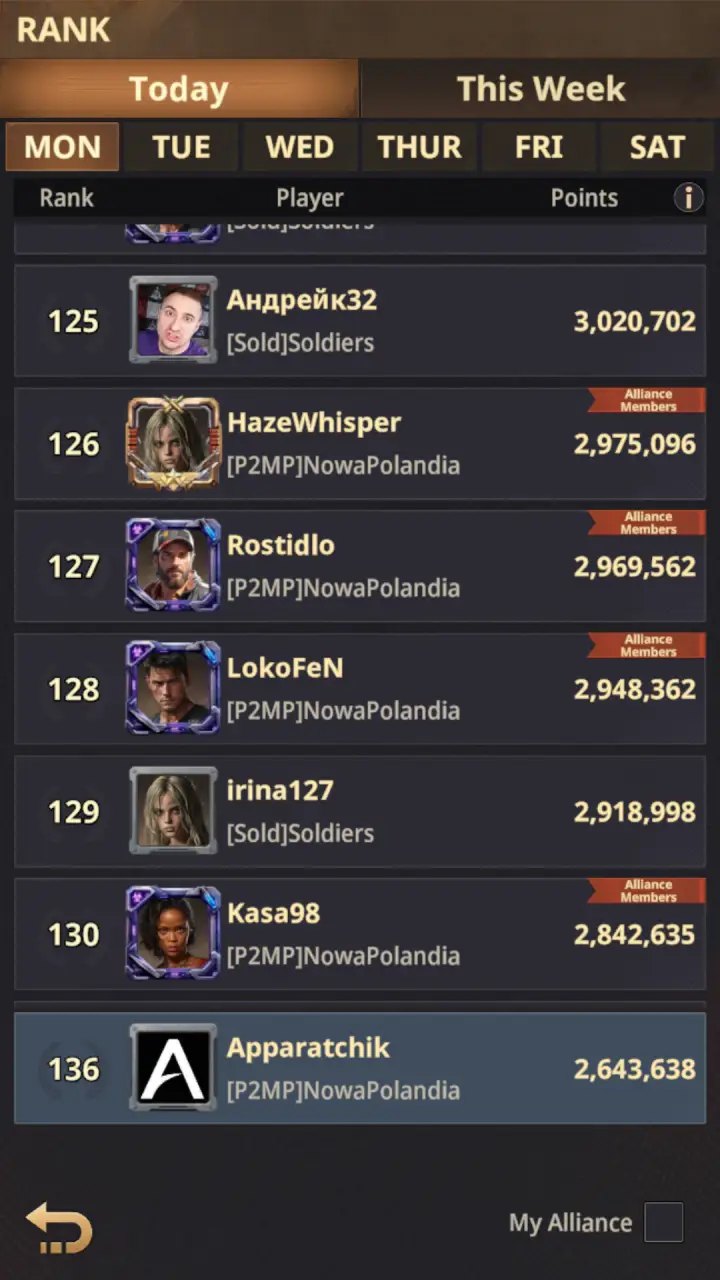 RANK
Today
This Week
MON
TUE
WED
THUR
FRI
SAT
Rank
Player
Points
[Sold]Soldiers
125
Андрейк32
[Sold]Soldiers
3,020,702
126
HazeWhisper
[P2MP]NowaPolandia
Alliance
Members
2,975,096
127
Rostidlo
[P2MP]NowaPolandia
Alliance
Members
2,969,562
128
LokoFeN
[P2MP]NowaPolandia
Alliance
Members
2,948,362
129
irina127
[Sold]Soldiers
2,918,998
130
Kasa98
[P2MP]NowaPolandia
Alliance
Members
2,842,635
136
Apparatchik
[P2MP]NowaPolandia
2,643,638
My Alliance